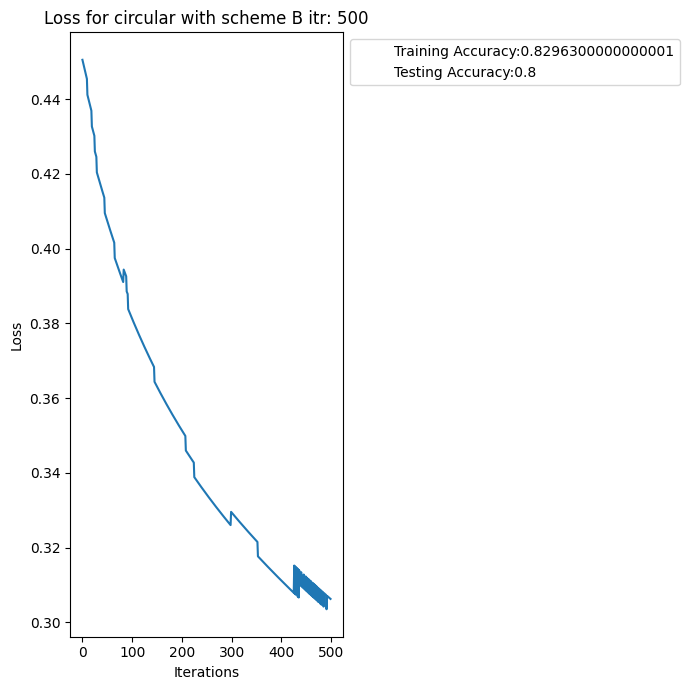 Loss for circular with scheme B itr: 500
Training Accuracy:0.8296300000000001
Testing Accuracy:0.8
0.44
0.42
0.40
0.38
0.36
0.34
0.32
0.30
Loss
0 100 200 300 400 500
Iterations